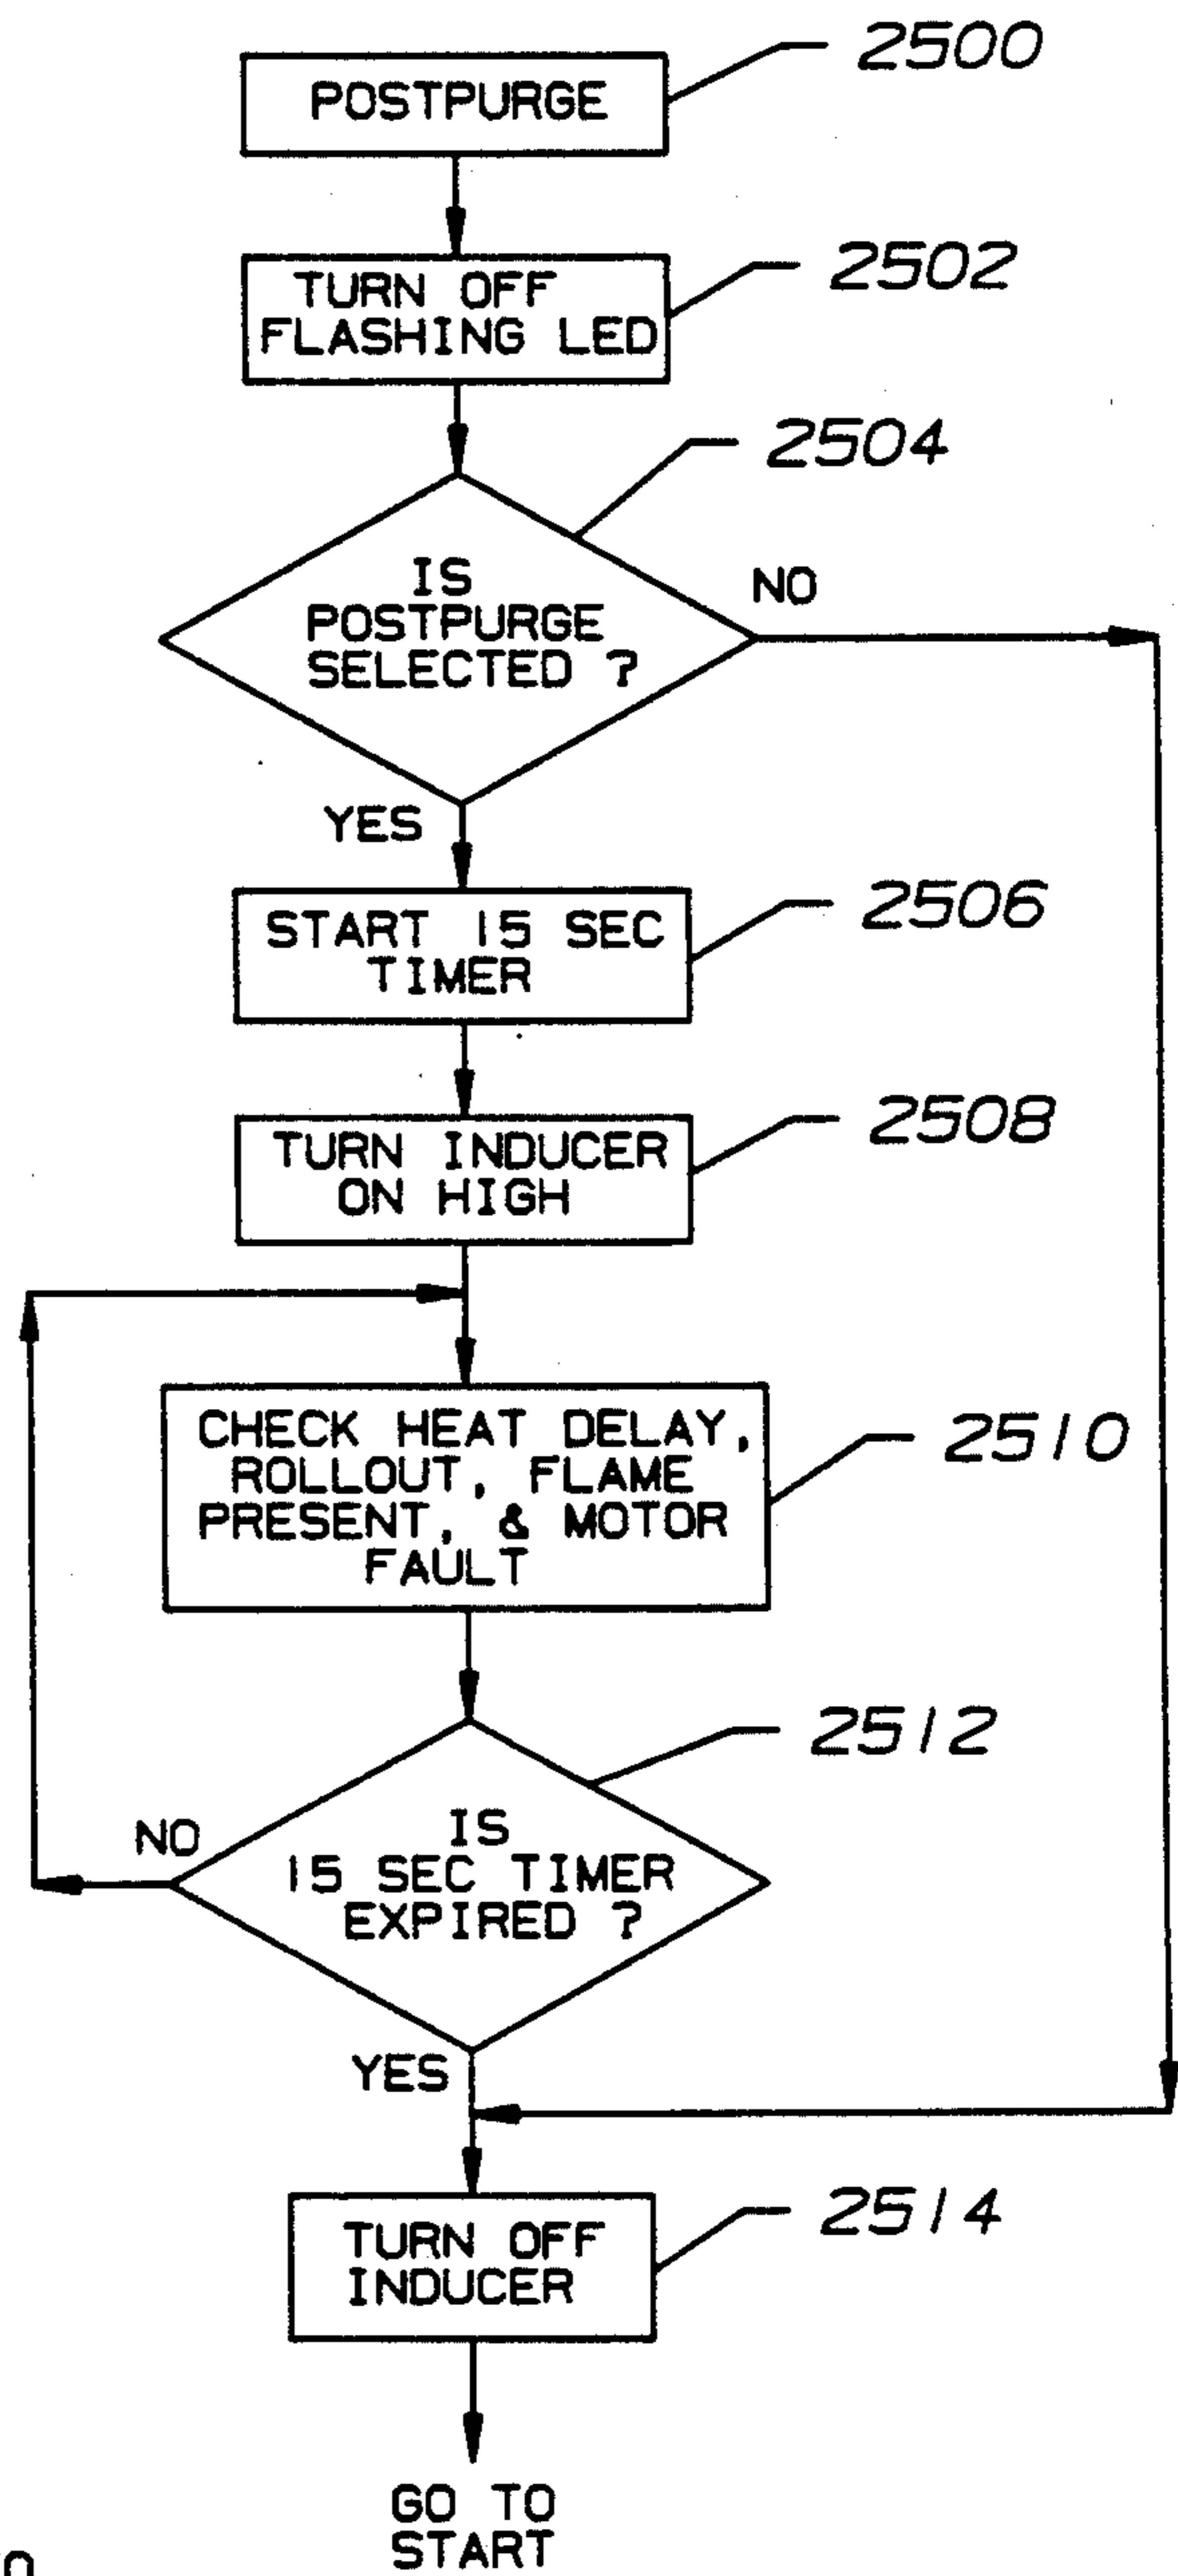 2500
POSTPURGE
2502
TURN OFF
FLASHING LED
2504
IS
POSTPURGE
SELECTED ?
NO
YES
2506
START 15 SEC
TIMER
2508
TURN INDUCER
ON HIGH
CHECK HEAT DELAY,
ROLLOUT, FLAME
PRESENT, & MOTOR
FAULT
2510
2512
NO
IS
15 SEC TIMER
EXPIRED ?
YES
2514
TURN OFF
INDUCER
GO TO
START